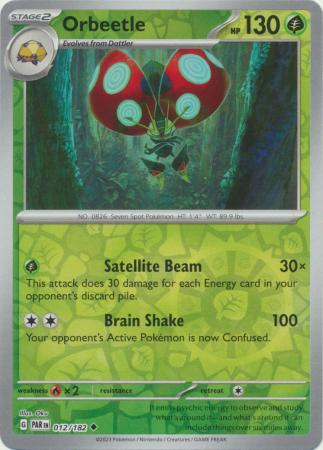 STAGE2
Orbeetle
HP 130
Evolves from Dottler
NO. 0826 Seven Spot Pokémon HT: 1'4" WT: 89.9 lbs.
Satellite Beam 30×
This attack does 30 damage for each Energy card in your
opponent's discard pile.
Brain Shake 100
Your opponent's Active Pokémon is now Confused.
weakness ×2 resistance retreat
Illus. Oku
G PAR EN 012/182
It emits psychic energy to observe and
understand what's around it—and what's around it can
include things over six miles away.
©2023 Pokémon / Nintendo / Creatures / GAME FREAK